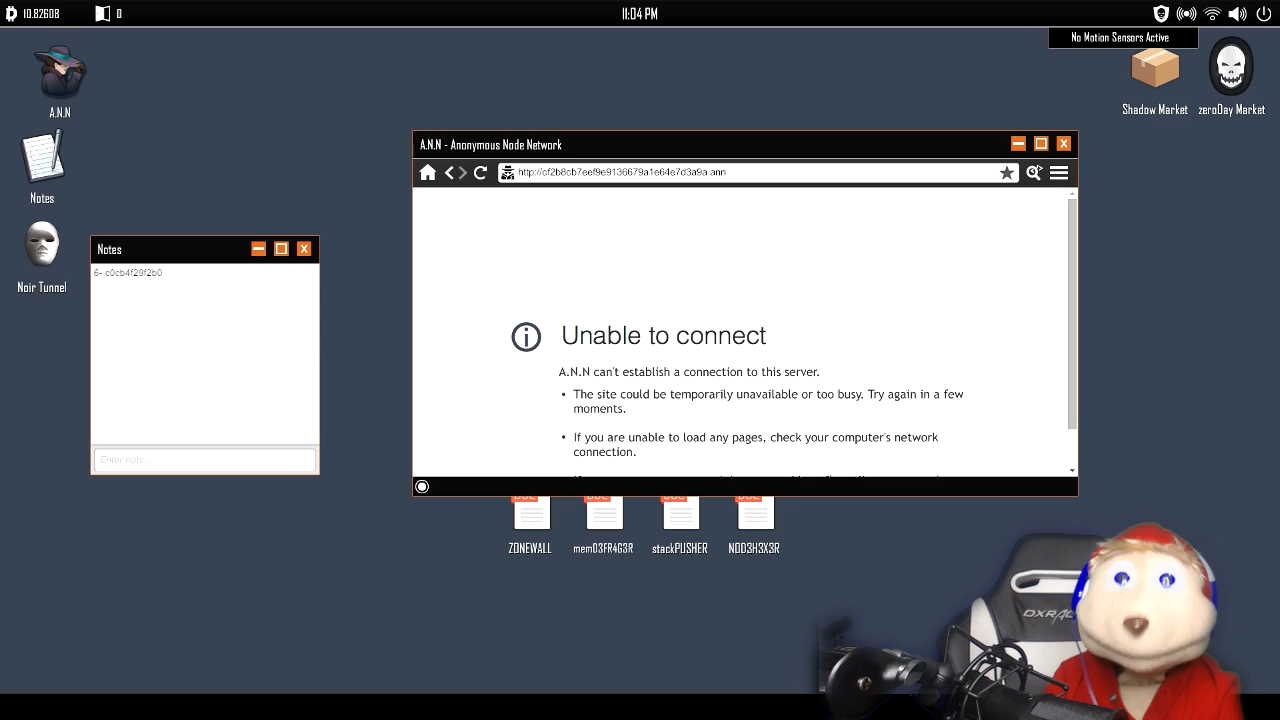 10.82608
0
11:04 PM
No Motion Sensors Active
A.N.N
Notes
Noir Tunnel
Shadow Market
zeroDay Market
A.N.N - Anonymous Node Network
http://cf2b8cb7eef9e9136679a1e64e7d3a9a.ann
Unable to connect
A.N.N can't establish a connection to this server.
• The site could be temporarily unavailable or too busy. Try again in a few
moments.
• If you are unable to load any pages, check your computer's network
connection.
Notes
6- c0cb4f29f2b0
Enter note...
ZONEWALL
memD3FR4G3R
stackPUSHER
NOD3H3X3R